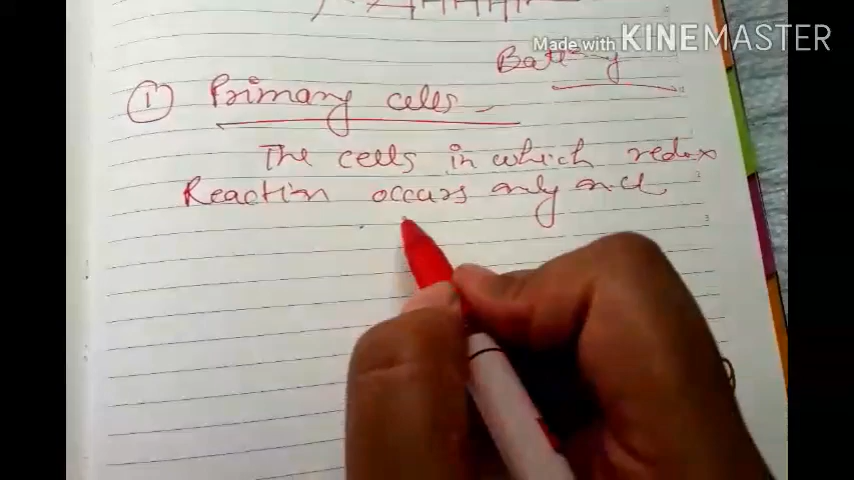 Made with KINEMASTER
Battery
① Primary cells -
The cells in which redox
Reaction occurs only once